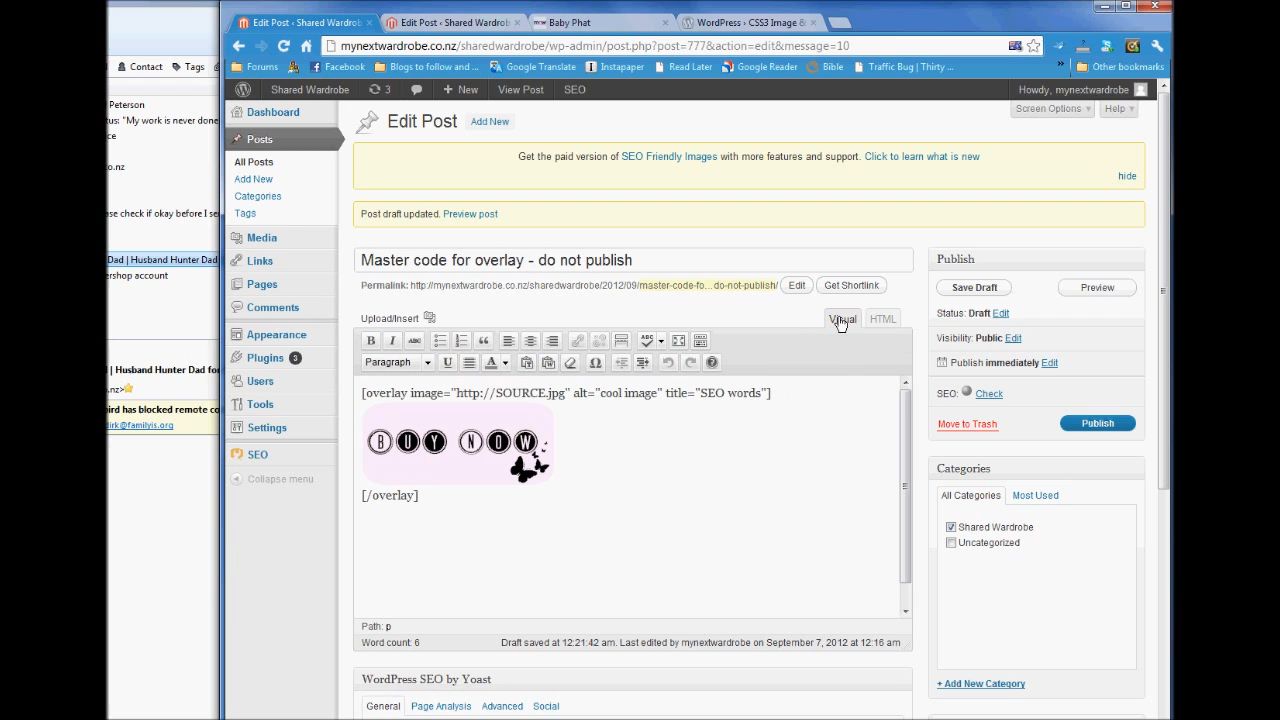 Edit Post ‹ Shared Wardrob
Edit Post ‹ Shared Wardrob
Baby Phat
WordPress › CSS3 Image &
mynextwardrobe.co.nz/sharedwardrobe/wp-admin/post.php?post=777&action=edit&message=10
Forums
Facebook
Blogs to follow and ...
Google Translate
Instapaper
Read Later
Google Reader
Bible
Traffic Bug | Thirty ...
»
Other bookmarks
Contact
Tags
Peterson
tus: "My work is never done
ce
o.nz
ase check if okay before I se
Dad | Husband Hunter Dad
ershop account
l | Husband Hunter Dad for
.nz>
ird has blocked remote co
dirk@familyis.org
Shared Wardrobe
3
+ New
View Post
SEO
Howdy, mynextwardrobe
Dashboard
Posts
All Posts
Add New
Categories
Tags
Media
Links
Pages
Comments
Appearance
Plugins 3
Users
Tools
Settings
SEO
Collapse menu
Screen Options
Help
Edit Post Add New
Get the paid version of SEO Friendly Images with more features and support. Click to learn what is new
hide
Post draft updated. Preview post
Master code for overlay - do not publish
Permalink: http://mynextwardrobe.co.nz/sharedwardrobe/2012/09/master-code-fo... do-not-publish/ Edit Get Shortlink
Upload/Insert
Visual
HTML
B I ABC
ABC
Paragraph
U A
Ω
[overlay image="http://SOURCE.jpg" alt="cool image" title="SEO words"]
BUY NOW
[/overlay]
Path: p
Word count: 6
Draft saved at 12:21:42 am. Last edited by mynextwardrobe on September 7, 2012 at 12:16 am
WordPress SEO by Yoast
General
Page Analysis
Advanced
Social
Publish
Save Draft
Preview
Status: Draft Edit
Visibility: Public Edit
Publish immediately Edit
SEO: Check
Move to Trash
Publish
Categories
All Categories
Most Used
Shared Wardrobe
Uncategorized
+ Add New Category